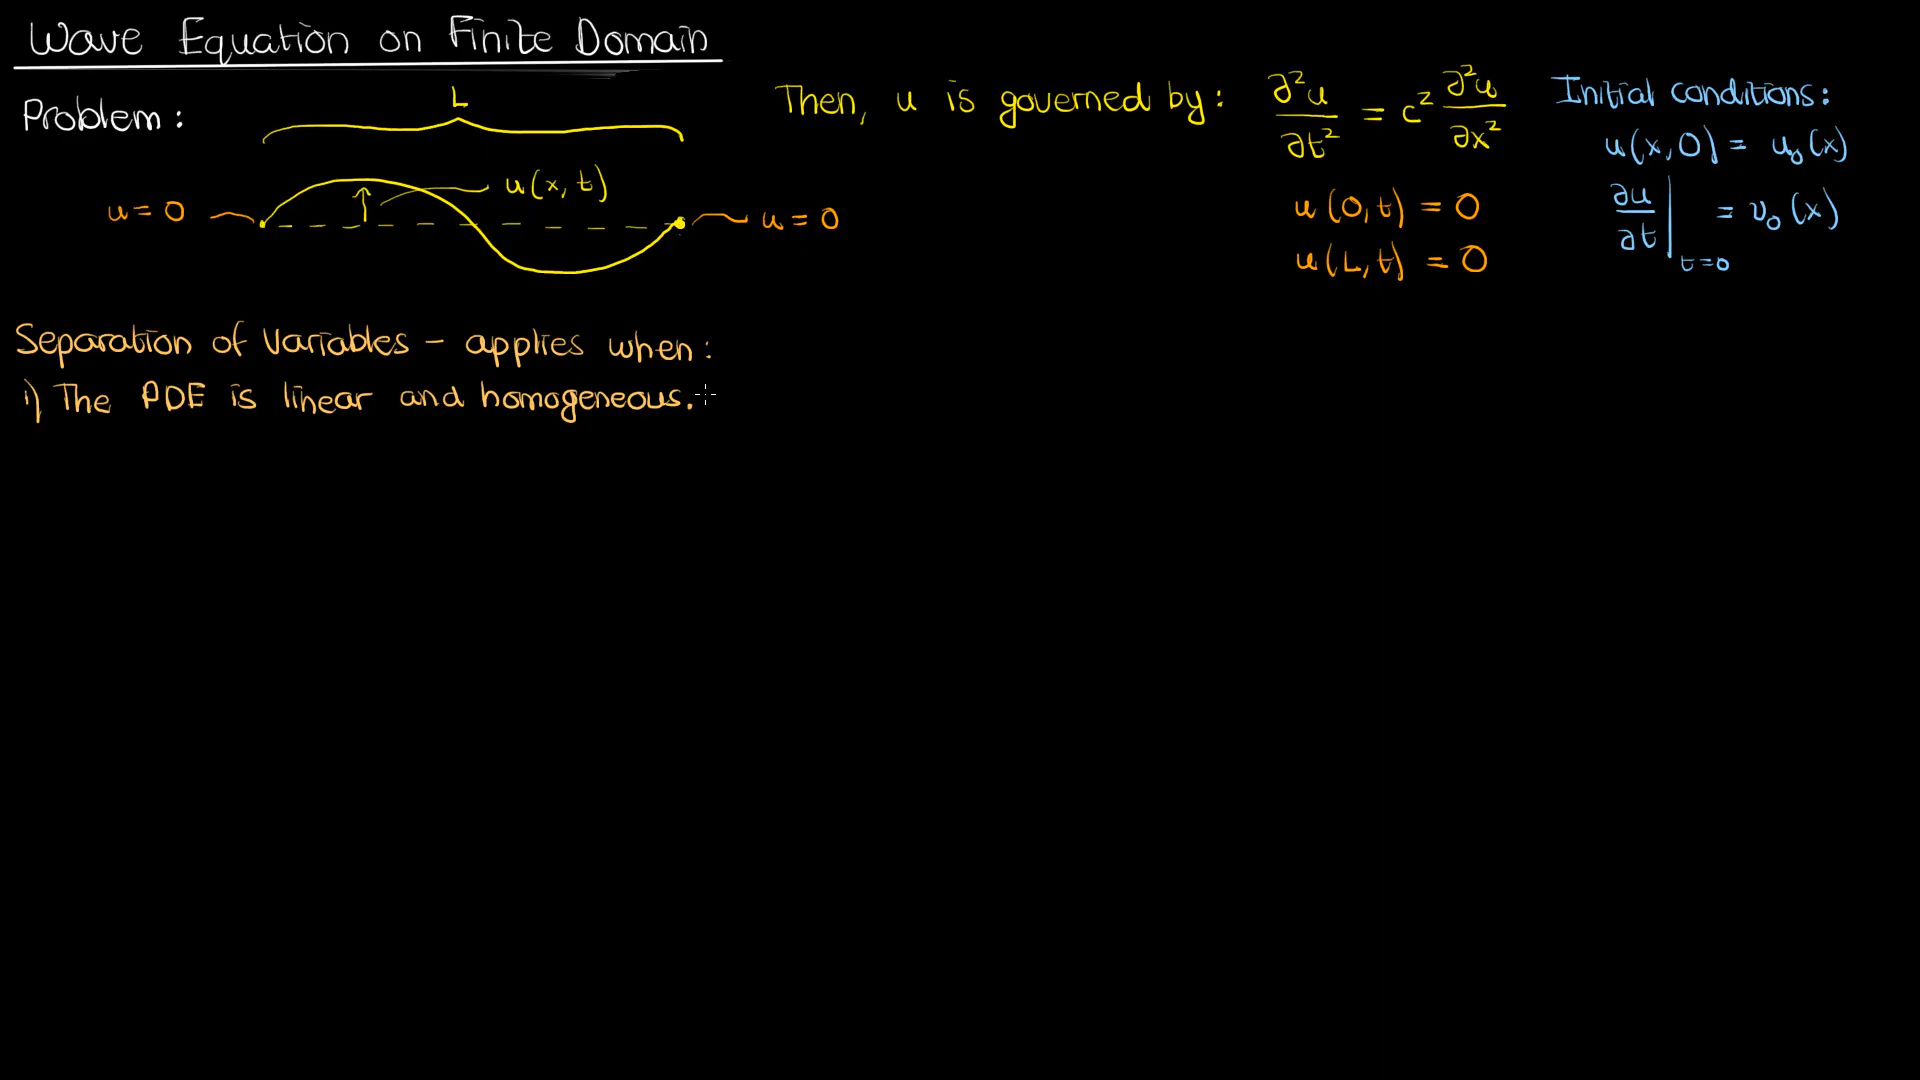 Wave Equation on Finite Domain
Problem:
L
u(x,t)
u=0
u=0
Then, u is governed by: ∂²u/∂t² = c² ∂²u/∂x²
u(0,t) = 0
u(L,t) = 0
Initial conditions:
u(x,0) = u₀(x)
∂u/∂t |t=0 = v₀(x)
Separation of Variables - applies when:
i) The PDE is linear and homogeneous.